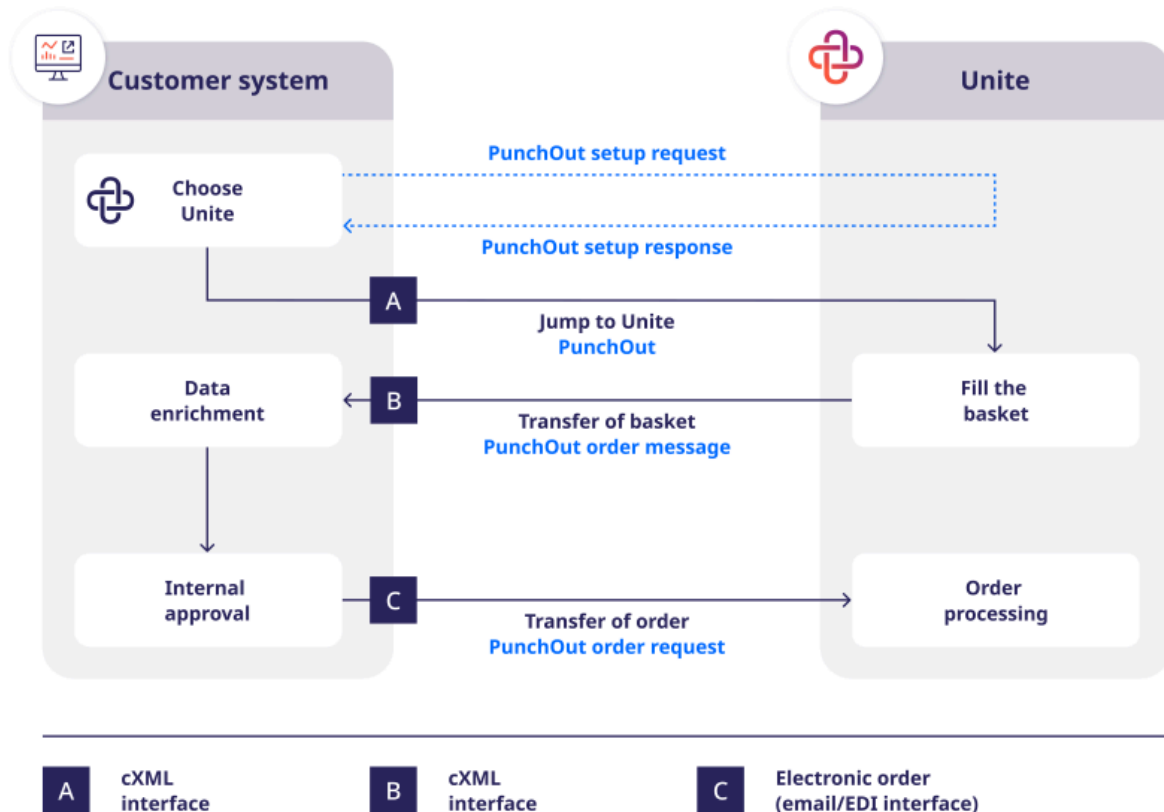 Customer system
Unite
PunchOut setup request
Choose
Unite
PunchOut setup response
A
Jump to Unite
PunchOut
Data
enrichment
B
Fill the
basket
Transfer of basket
PunchOut order message
Internal
approval
C
Order
processing
Transfer of order
PunchOut order request
A
cXML
interface
B
cXML
interface
C
Electronic order
(email/EDI interface)